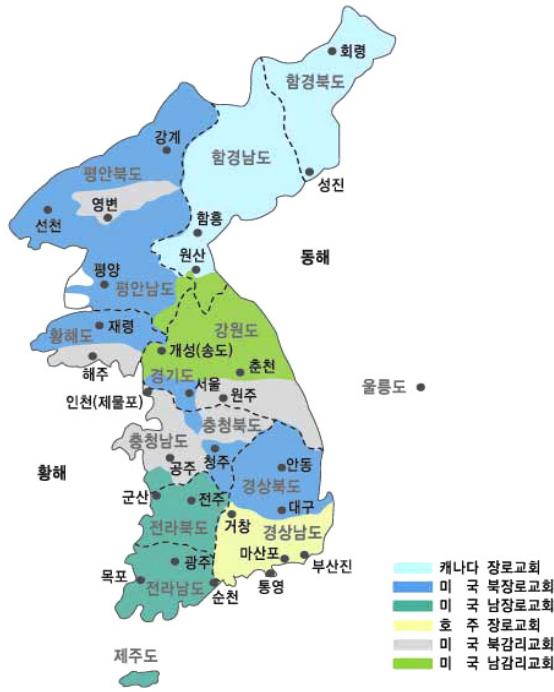 회령
함경북도
강계
함경남도
평안북도
성진
영변
선천
함흥
원산
동해
평양
평안남도
황해도
재령
강원도
개성(송도)
해주
경기도
춘천
서울
울릉도
인천(제물포)
원주
충청북도
충청남도
황해
공주
청주
안동
경상북도
군산
전주
대구
거창
전라북도
경상남도
마산포
광주
부산진
목포
전라남도
순천
통영
제주도
캐나다 장로교회
미 국 북장로교회
미 국 남장로교회
호 주 장로교회
미 국 북감리교회
미 국 남감리교회